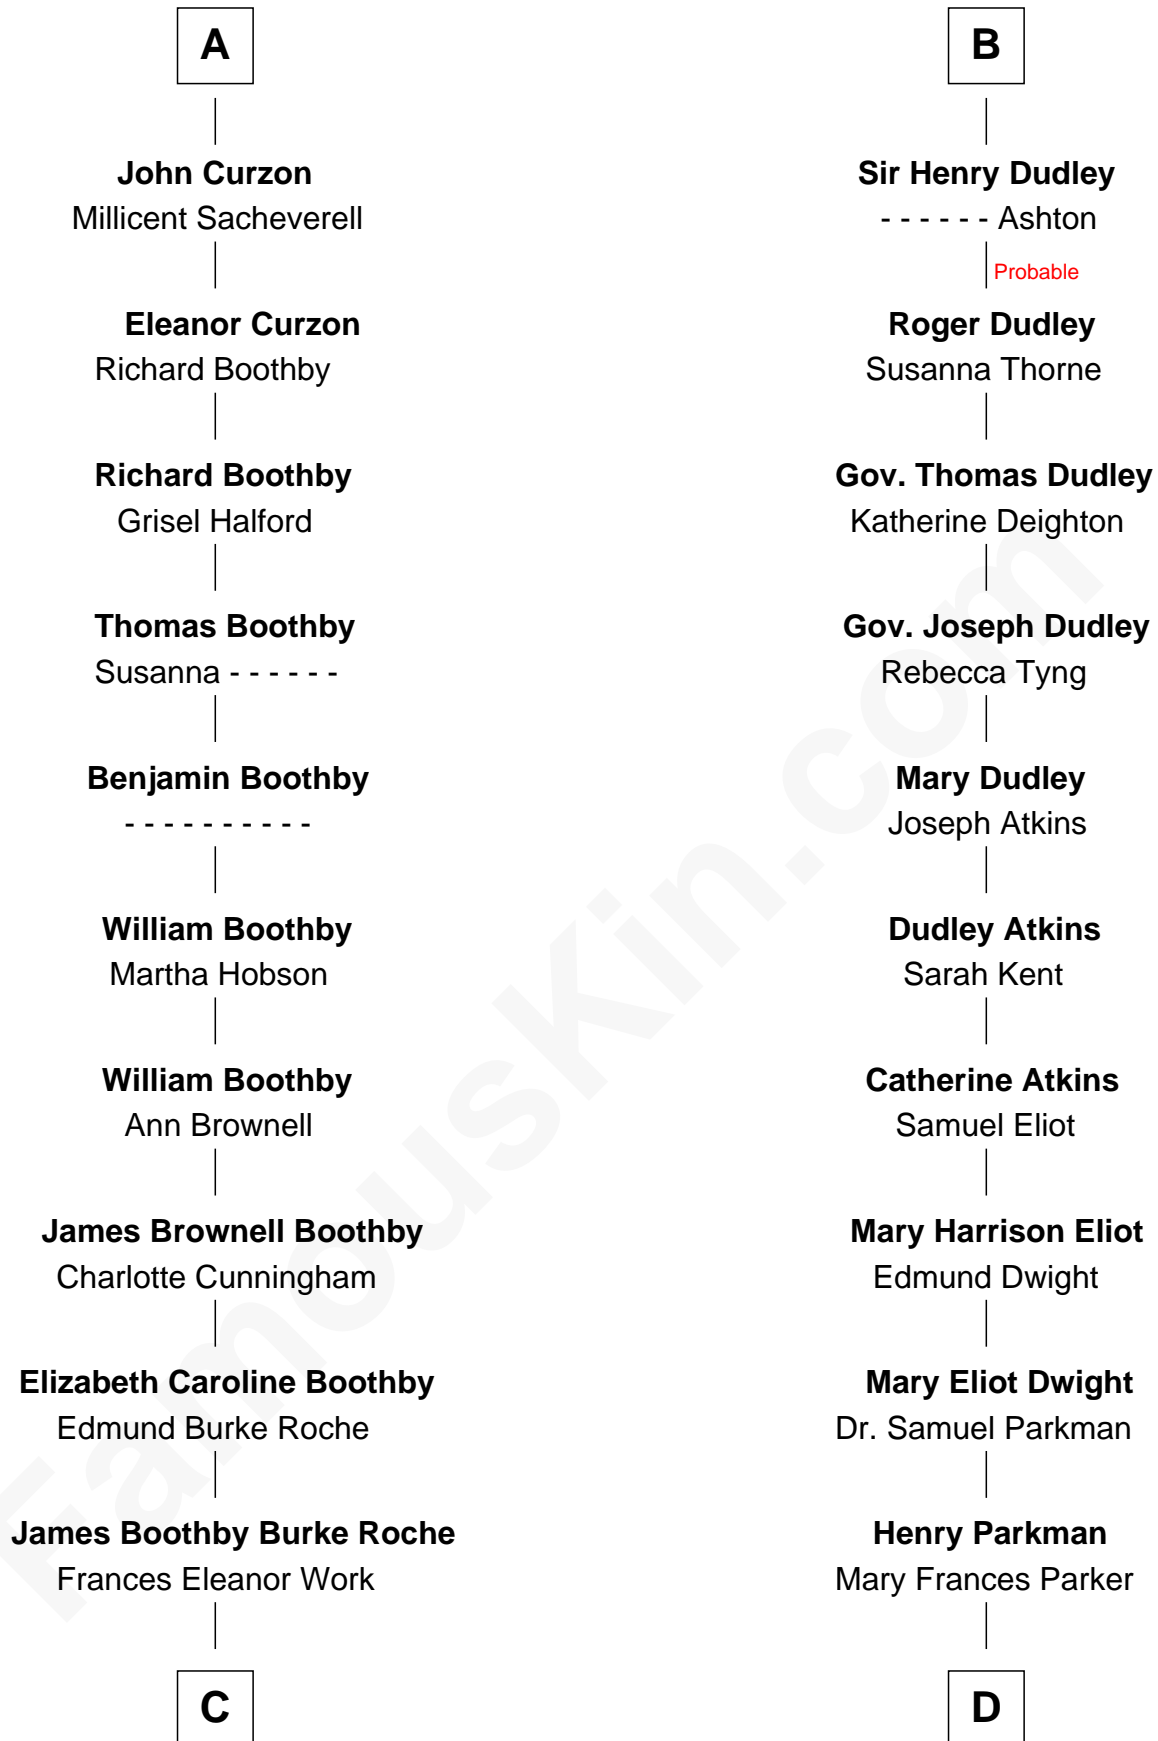 A
John Curzon
Millicent Sacheverell
Eleanor Curzon
Richard Boothby
Richard Boothby
Grisel Halford
Thomas Boothby
Susanna - - - - - -
Benjamin Boothby
- - - - - - - - - -
William Boothby
Martha Hobson
William Boothby
Ann Brownell
James Brownell Boothby
Charlotte Cunningham
Elizabeth Caroline Boothby
Edmund Burke Roche
James Boothby Burke Roche
Frances Eleanor Work
C
B
Sir Henry Dudley
- - - - - - Ashton
Probable
Roger Dudley
Susanna Thorne
Gov. Thomas Dudley
Katherine Deighton
Gov. Joseph Dudley
Rebecca Tyng
Mary Dudley
Joseph Atkins
Dudley Atkins
Sarah Kent
Catherine Atkins
Samuel Eliot
Mary Harrison Eliot
Edmund Dwight
Mary Eliot Dwight
Dr. Samuel Parkman
Henry Parkman
Mary Frances Parker
D
FamousKin.com